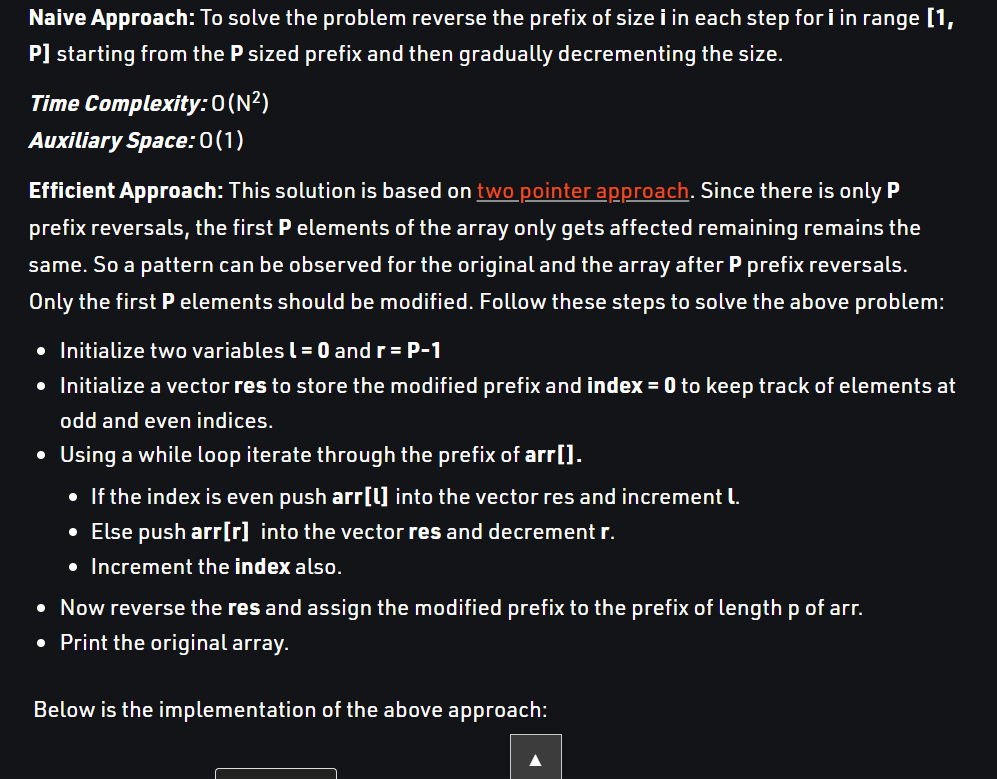 Naive Approach: To solve the problem reverse the prefix of size i in each step for i in range [1,
P] starting from the P sized prefix and then gradually decrementing the size.
Time Complexity: O(N²)
Auxiliary Space: O(1)
Efficient Approach: This solution is based on two pointer approach. Since there is only P
prefix reversals, the first P elements of the array only gets affected remaining remains the
same. So a pattern can be observed for the original and the array after P prefix reversals.
Only the first P elements should be modified. Follow these steps to solve the above problem:
• Initialize two variables l = 0 and r = P-1
• Initialize a vector res to store the modified prefix and index = 0 to keep track of elements at
odd and even indices.
• Using a while loop iterate through the prefix of arr[].
• If the index is even push arr[l] into the vector res and increment l.
• Else push arr[r] into the vector res and decrement r.
• Increment the index also.
• Now reverse the res and assign the modified prefix to the prefix of length p of arr.
• Print the original array.
Below is the implementation of the above approach: